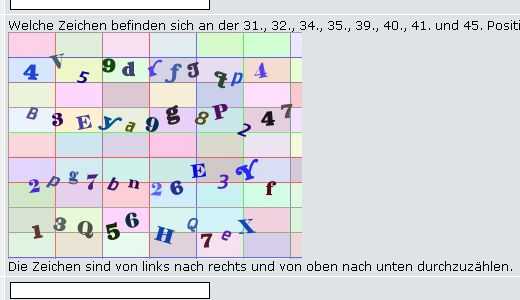 Welche Zeichen befinden sich an der 31., 32., 34., 35., 39., 40., 41. und 45. Positi
4 V 5 9 d r f J q p 4
B 3 E y a 9 g 8 P 2 4 7
2 p g 7 b n 2 6 E 3 Y f
1 3 Q 5 6 H Q 7 e X
Die Zeichen sind von links nach rechts und von oben nach unten durchzuzählen.